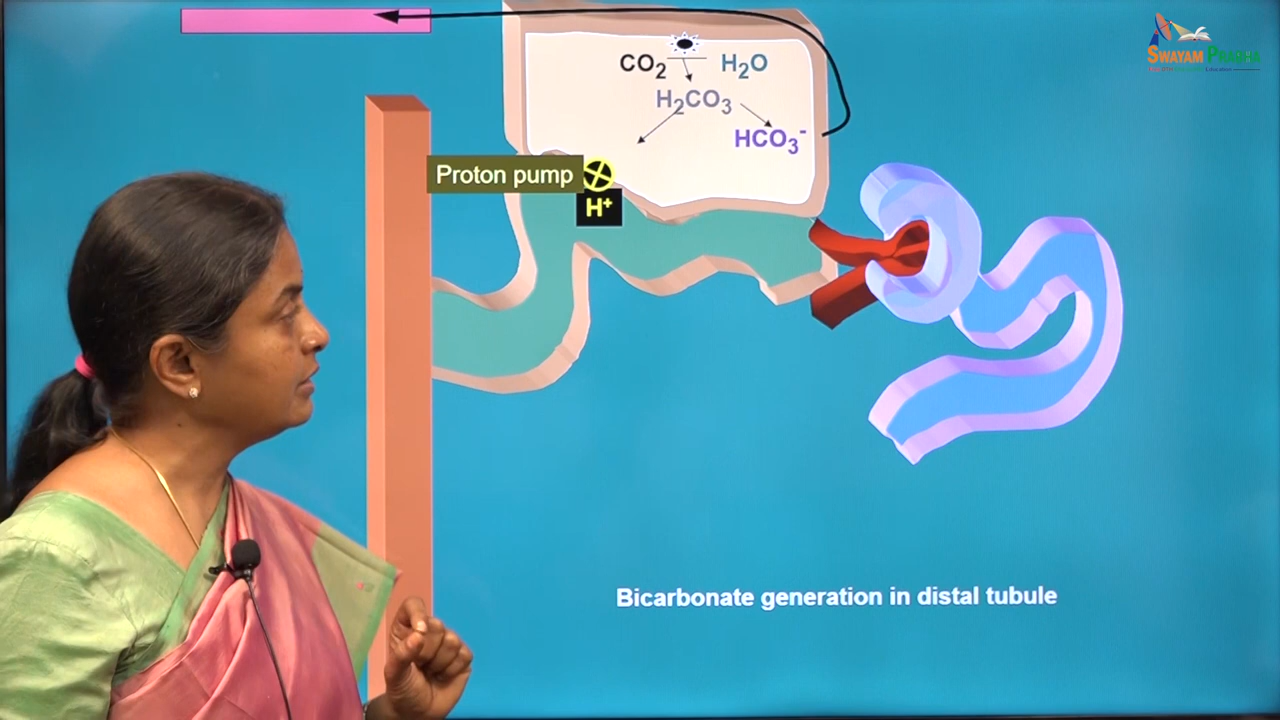 SWAYAM PRABHA
CO₂ H₂O
H₂CO₃
HCO₃⁻
Proton pump
H⁺
Bicarbonate generation in distal tubule